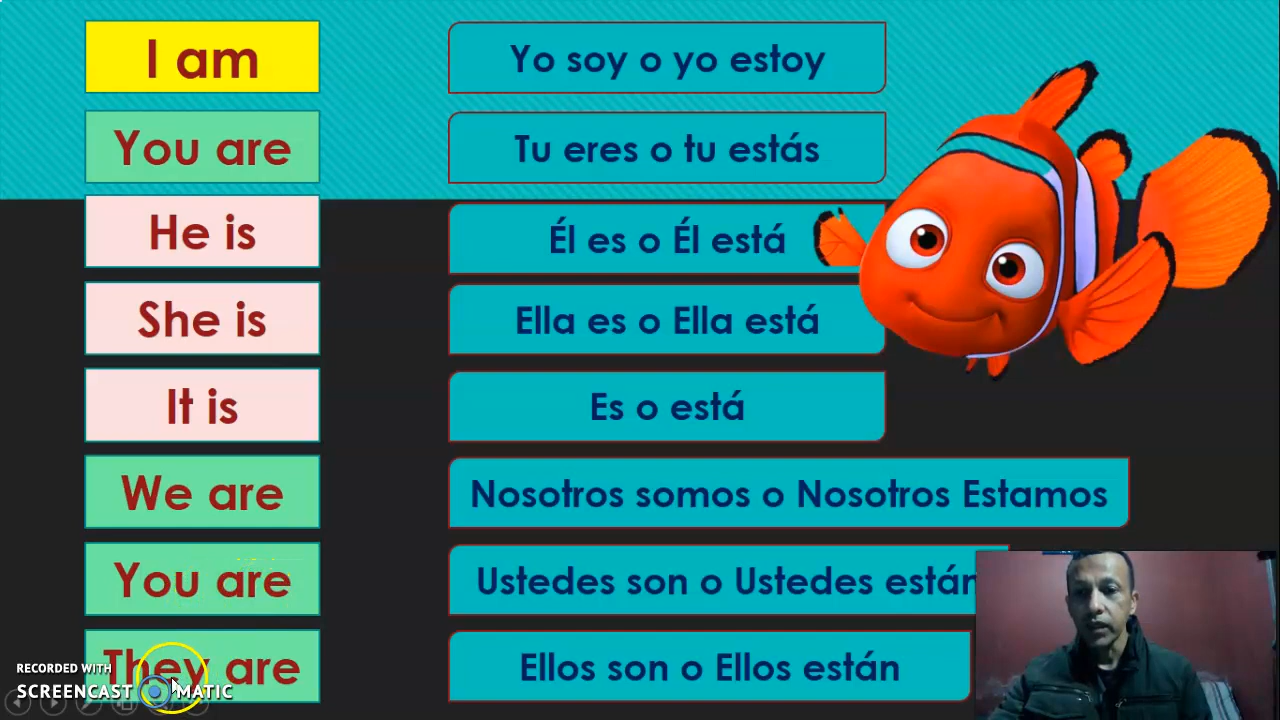 I am
Yo soy o yo estoy
You are
Tu eres o tu estás
He is
Él es o Él está
She is
Ella es o Ella está
It is
Es o está
We are
Nosotros somos o Nosotros Estamos
You are
Ustedes son o Ustedes están
They are
Ellos son o Ellos están
RECORDED WITH
SCREENCAST MATIC